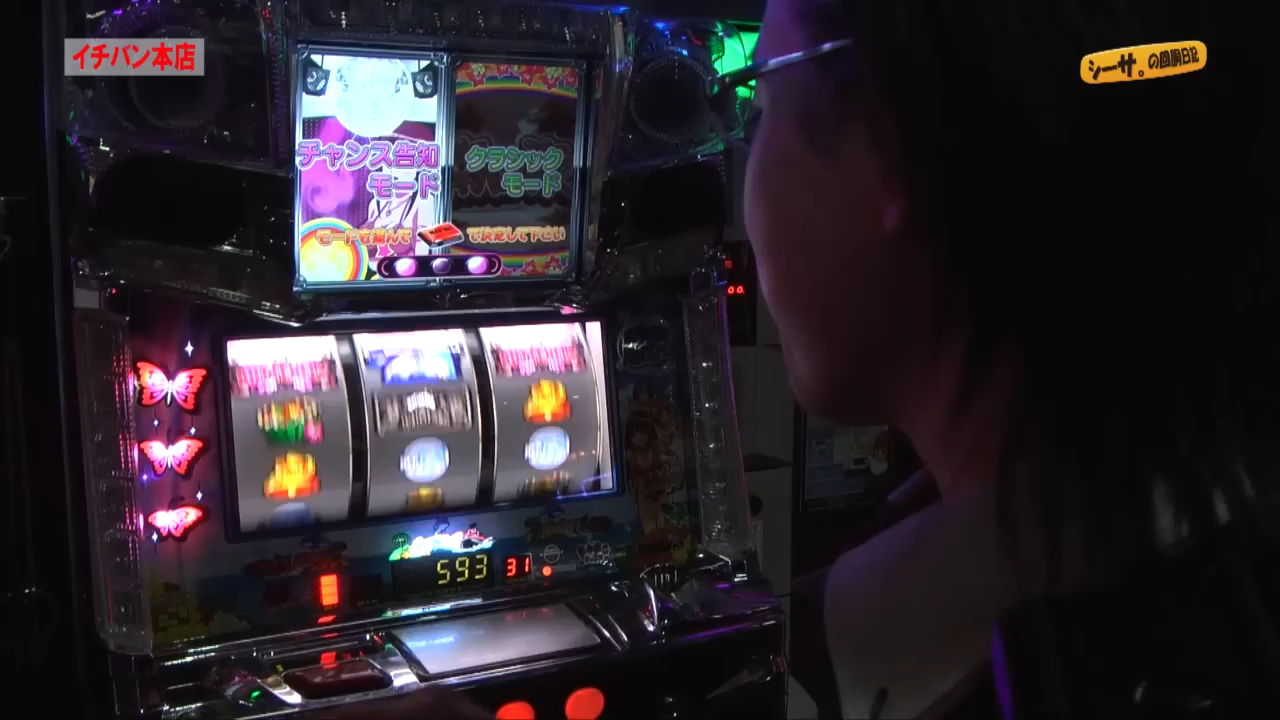 イチバン本店
シーサ。の回胴日記
チャンス告知
モード
クラシック
モード
モードを選んで
で決定して下さい
593
31